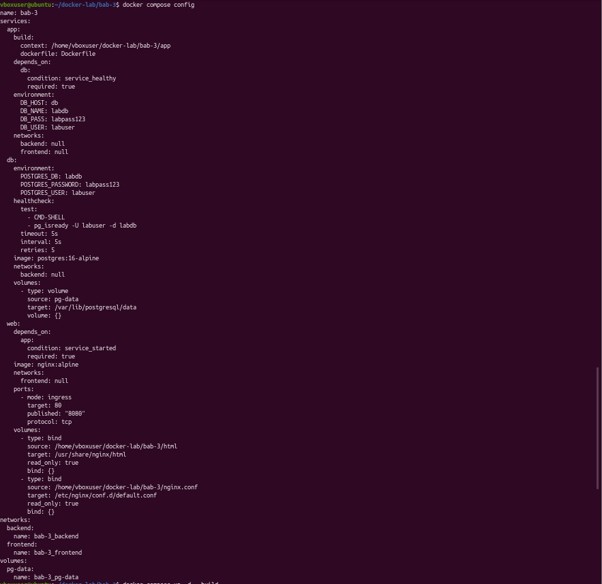 vboxuser@ubuntu:~/docker-lab/bab-3$ docker compose config
name: bab-3
services:
  app:
    build:
      context: /home/vboxuser/docker-lab/bab-3/app
      dockerfile: Dockerfile
    depends_on:
      db:
        condition: service_healthy
        required: true
    environment:
      DB_HOST: db
      DB_NAME: labdb
      DB_PASS: labpass123
      DB_USER: labuser
    networks:
      backend: null
      frontend: null
  db:
    environment:
      POSTGRES_DB: labdb
      POSTGRES_PASSWORD: labpass123
      POSTGRES_USER: labuser
    healthcheck:
      test:
        - CMD-SHELL
        - pg_isready -U labuser -d labdb
      timeout: 5s
      interval: 5s
      retries: 5
    image: postgres:16-alpine
    networks:
      backend: null
    volumes:
      - type: volume
        source: pg-data
        target: /var/lib/postgresql/data
        volume: {}
  web:
    depends_on:
      app:
        condition: service_started
        required: true
    image: nginx:alpine
    networks:
      frontend: null
    ports:
      - mode: ingress
        target: 80
        published: "8080"
        protocol: tcp
    volumes:
      - type: bind
        source: /home/vboxuser/docker-lab/bab-3/html
        target: /usr/share/nginx/html
        read_only: true
        bind: {}
      - type: bind
        source: /home/vboxuser/docker-lab/bab-3/nginx.conf
        target: /etc/nginx/conf.d/default.conf
        read_only: true
        bind: {}
networks:
  backend:
    name: bab-3_backend
  frontend:
    name: bab-3_frontend
volumes:
  pg-data:
    name: bab-3_pg-data